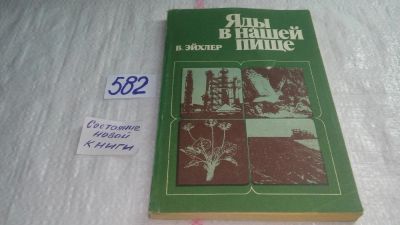 Яды
в нашей
пище
В. ЭЙХЛЕР
582
Состояние
новой
книги